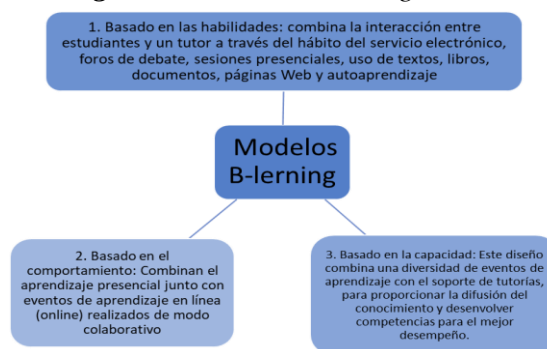 1. Basado en las habilidades: combina la interacción entre
estudiantes y un tutor a través del hábito del servicio electrónico,
foros de debate, sesiones presenciales, uso de textos, libros,
documentos, páginas Web y autoaprendizaje
Modelos
B-lerning
2. Basado en el
comportamiento: Combinan el
aprendizaje presencial junto con
eventos de aprendizaje en línea
(online) realizados de modo
colaborativo
3. Basado en la capacidad: Este diseño
combina una diversidad de eventos de
aprendizaje con el soporte de tutorías,
para proporcionar la difusión del
conocimiento y desenvolver
competencias para el mejor
desempeño.